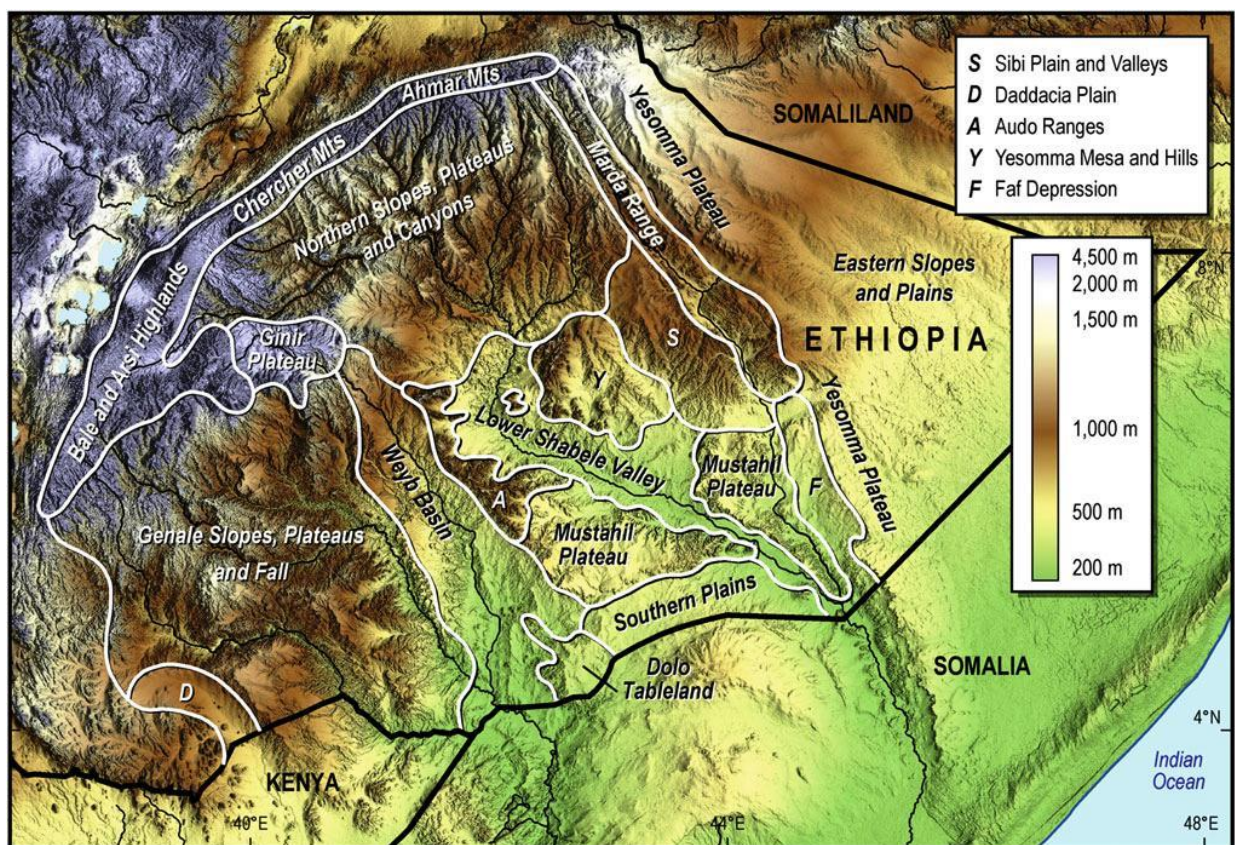 S Sibi Plain and Valleys
D Daddacia Plain
A Audo Ranges
Y Yesomma Mesa and Hills
F Faf Depression
4,500 m
2,000 m
1,500 m
1,000 m
500 m
200 m
Ahmar Mts
Chercher Mts
Bale and Arsi Highlands
Northern Slopes, Plateaus
and Canyons
Marda Range
Yesomma Plateau
SOMALILAND
Eastern Slopes
and Plains
ETHIOPIA
8°N
Ginir
Plateau
S
Y
Lower Shabele Valley
Weyb Basin
A
Mustahil
Plateau
F
Yesomma Plateau
Mustahil
Plateau
Genale Slopes, Plateaus
and Fall
Southern Plains
D
Dolo
Tableland
SOMALIA
KENYA
4°N
Indian
Ocean
40°E
44°E
48°E